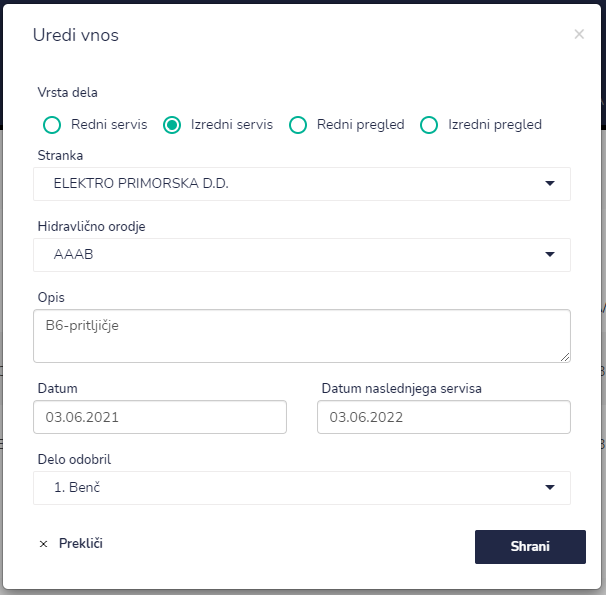 Uredi vnos
×
Vrsta dela
Redni servis Izredni servis Redni pregled Izredni pregled
Stranka
ELEKTRO PRIMORSKA D.D.
Hidravlično orodje
AAAB
Opis
B6-pritljičje
Datum Datum naslednjega servisa
03.06.2021 03.06.2022
Delo odobril
1. Benč
× Prekliči Shrani